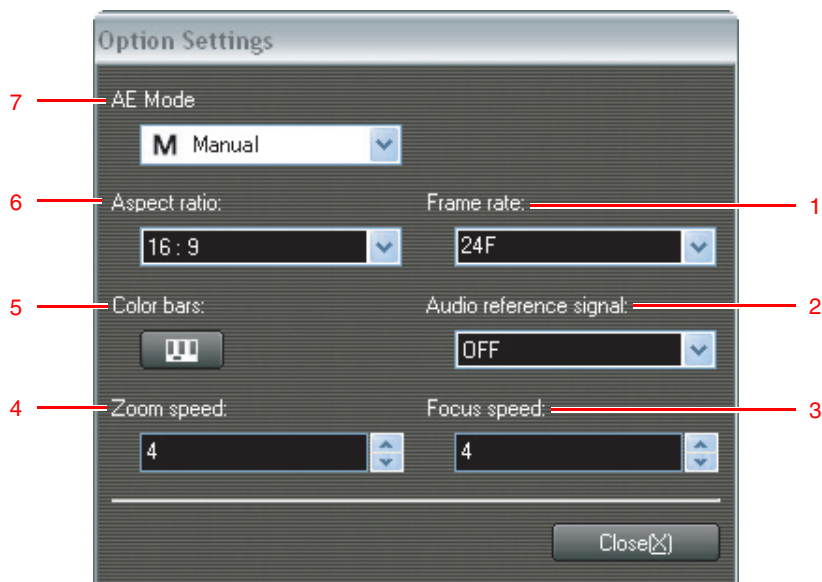 Option Settings
7 AE Mode
M Manual
6 Aspect ratio: Frame rate: 1
16 : 9 24F
5 Color bars: Audio reference signal: 2
OFF
4 Zoom speed: Focus speed: 3
4 4
Close(X)